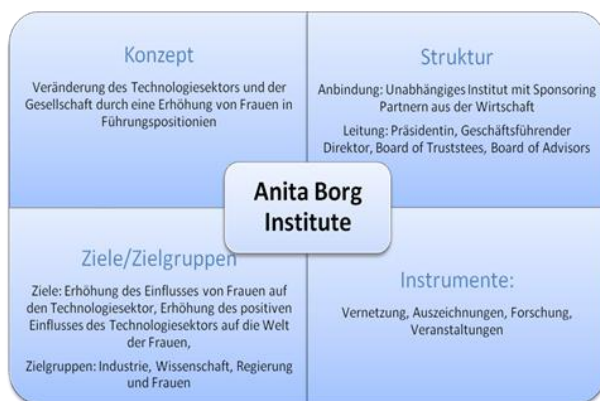 Konzept
Veränderung des Technologiesektors und der
Gesellschaft durch eine Erhöhung von Frauen in
Führungspositionien
Struktur
Anbindung: Unabhängiges Institut mit Sponsoring
Partnern aus der Wirtschaft
Leitung: Präsidentin, Geschäftsführender
Direktor, Board of Truststees, Board of Advisors
Anita Borg
Institute
Ziele/Zielgruppen
Ziele: Erhöhung des Einflusses von Frauen auf
den Technologiesektor, Erhöhung des positiven
Einflusses des Technologiesektors auf die Welt
der Frauen,
Zielgruppen: Industrie, Wissenschaft, Regierung
und Frauen
Instrumente:
Vernetzung, Auszeichnungen, Forschung,
Veranstaltungen